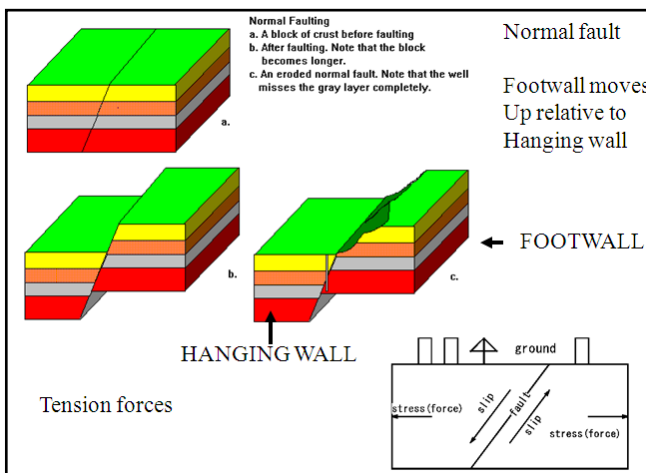 Normal Faulting
a. A block of crust before faulting
b. After faulting. Note that the block
becomes longer.
c. An eroded normal fault. Note that the well
misses the gray layer completely.
Normal fault
Footwall moves
Up relative to
Hanging wall
a.
b.
c.
FOOTWALL
HANGING WALL
Tension forces
ground
stress(force)
slip
fault
slip
stress(force)